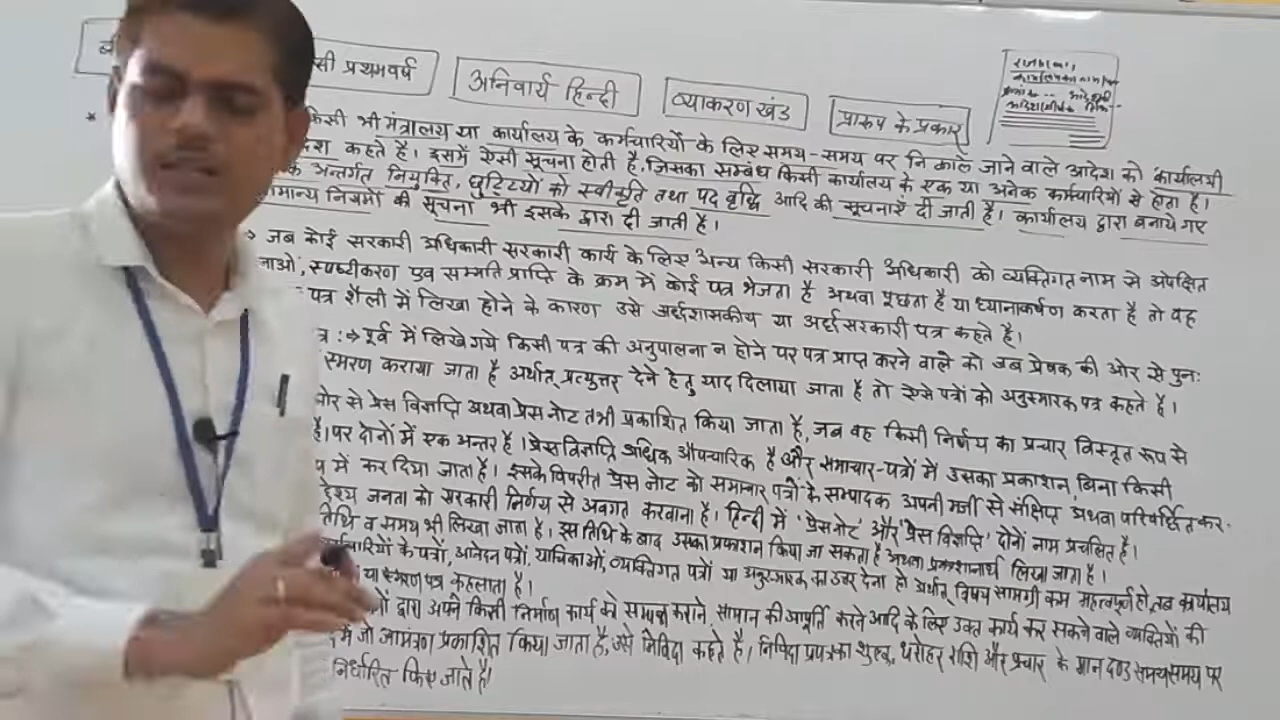 सी प्रथमवर्ष अनिवार्य हिन्दी व्याकरण खंड प्रारूप के प्रकार
कार्यालय का नाम
किसी भी मंत्रालय या कार्यालय के कर्मचारियों के लिए समय-समय पर निकाले जाने वाले आदेश को कार्यालयी
कहते है। इसमें ऐसी सूचना होती है, जिसका सम्बंध किसी कार्यालय के एक या अनेक कर्मचारियों से होता है।
के अन्तर्गत नियुक्ति, छुट्टियों को स्वीकृति तथा पद वृद्धि आदि की सूचनाएं दी जाती है। कार्यालय द्वारा बनाये गए
नियमों की सूचना भी इसके द्वारा दी जाती है।
जब कोई सरकारी अधिकारी सरकारी कार्य के लिए अन्य किसी सरकारी अधिकारी को व्यक्तिगत नाम से अपेक्षित
स्पष्टीकरण एवं सम्मति प्राप्ति के क्रम में कोई पत्र भेजता है अथवा पूछता है या ध्यानाकर्षण करता है तो वह
पत्र शैली में लिखा होने के कारण उसे अर्द्धशासकीय या अर्द्ध सरकारी पत्र कहते है।
त्र :→ पूर्व में लिखे गये किसी पत्र की अनुपालना न होने पर पत्र प्राप्त करने वाले को जब प्रेषक की ओर से पुनः
स्मरण कराया जाता है अर्थात् प्रत्युत्तर देने हेतु याद दिलाया जाता है तो ऐसे पत्रों को अनुस्मारक पत्र कहते है।
ओर से प्रेस विज्ञप्ति अथवा प्रेस नोट तभी प्रकाशित किया जाता है, जब वह किसी निर्णय का प्रचार विस्तृत रूप से
है। पर दोनों में एक अन्तर है। प्रेस विज्ञप्ति अधिक औपचारिक है और समाचार-पत्रों में उसका प्रकाशन बिना किसी
में कर दिया जाता है। इसके विपरीत प्रेस नोट को समाचार पत्रों के सम्पादक अपनी मर्जी से संक्षिप्त अथवा परिवर्द्धित कर-
देश्य जनता को सरकारी निर्णय से अवगत करवाना है। हिन्दी में 'प्रेसनोट' और 'प्रेस विज्ञप्ति' दोनों नाम प्रचलित है।
तिथि व समय भी लिखा जाता है। इस तिथि के बाद उसका प्रकाशन किया जा सकता है अथवा प्रकाशनार्थ लिखा जाता है।
कर्मचारियों के पत्रों, आवेदन पत्रों, याचिकाओं, व्यक्तिगत पत्रों या अनुस्मारक का उत्तर देना हो अर्थात् विषय सामग्री कम महत्वपूर्ण हो, तब कार्यालय
या स्मरण पत्र कहलाता है।
द्वारा अपने किसी निर्माण कार्य को सम्पन्न कराने, सामान की आपूर्ति करने आदि के लिए उक्त कार्य कर सकने वाले व्यक्तियों की
में जो आमंत्रण प्रकाशित किया जाता है, उसे निविदा कहते है। निविदा प्रपत्र का शुल्क, धरोहर राशि और प्रचार के मानदण्ड समय समय पर
निर्धारित किए जाते है।